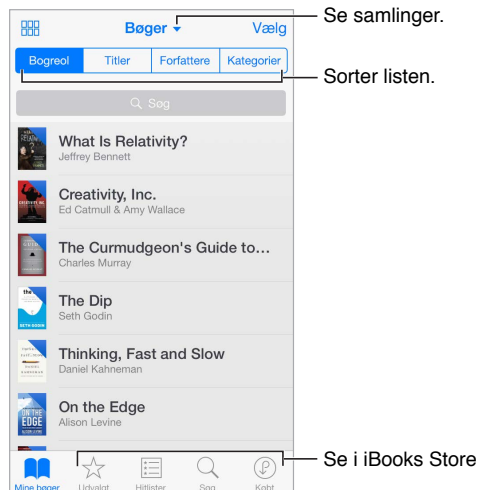 Bøger
Vælg
Se samlinger.
Bogreol Titler Forfattere Kategorier
Sorter listen.
Søg
What Is Relativity?
Jeffrey Bennett
Creativity, Inc.
Ed Catmull & Amy Wallace
The Curmudgeon's Guide to…
Charles Murray
The Dip
Seth Godin
Thinking, Fast and Slow
Daniel Kahneman
On the Edge
Alison Levine
Se i iBooks Store
Mine bøger Udvalgt Hitlister Søg Købt